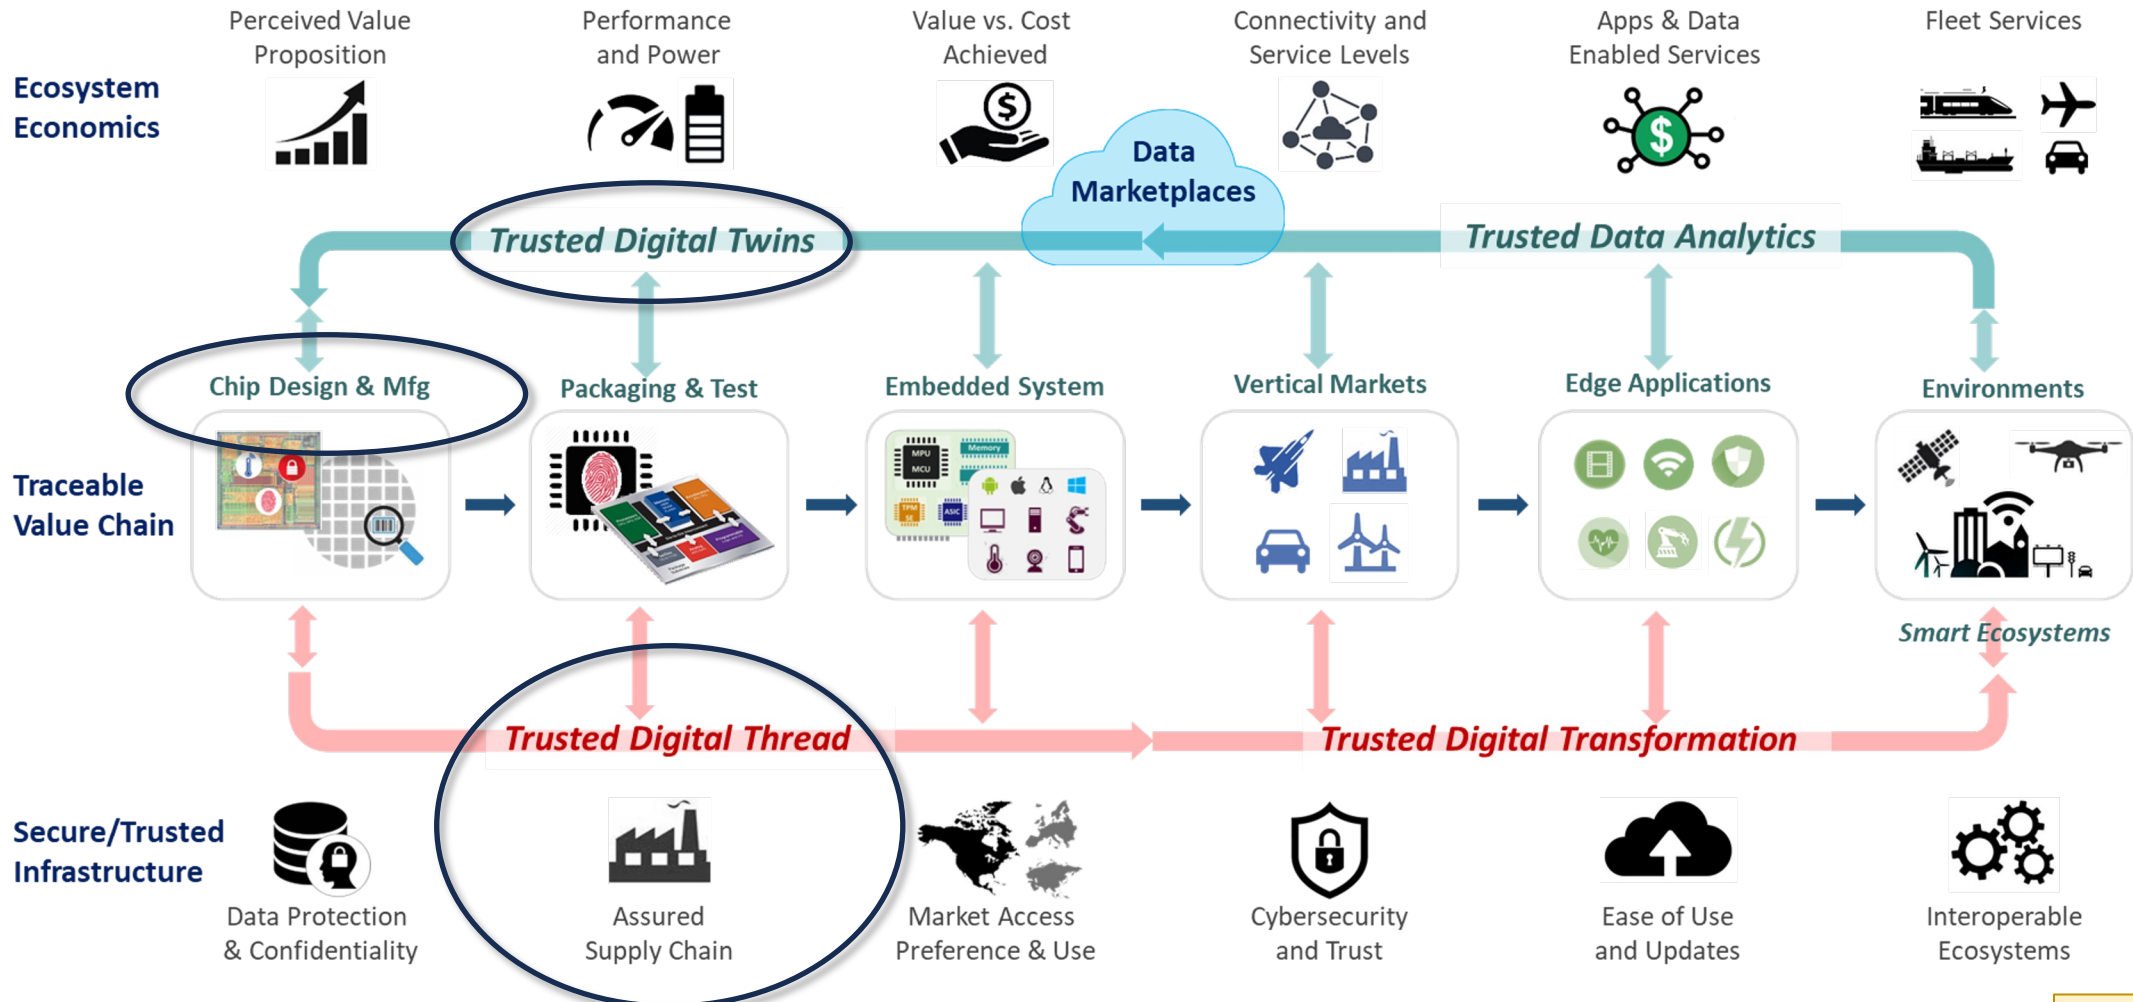 Perceived Value
Proposition
Performance
and Power
Value vs. Cost
Achieved
Connectivity and
Service Levels
Apps & Data
Enabled Services
Fleet Services
Ecosystem
Economics
Data
Marketplaces
Trusted Digital Twins
Trusted Data Analytics
Chip Design & Mfg
Packaging & Test
Embedded System
Vertical Markets
Edge Applications
Environments
Traceable
Value Chain
MPU
MCU
Memory
TPM
SE
ASIC
Smart Ecosystems
Trusted Digital Thread
Trusted Digital Transformation
Secure/Trusted
Infrastructure
Data Protection
& Confidentiality
Assured
Supply Chain
Market Access
Preference & Use
Cybersecurity
and Trust
Ease of Use
and Updates
Interoperable
Ecosystems